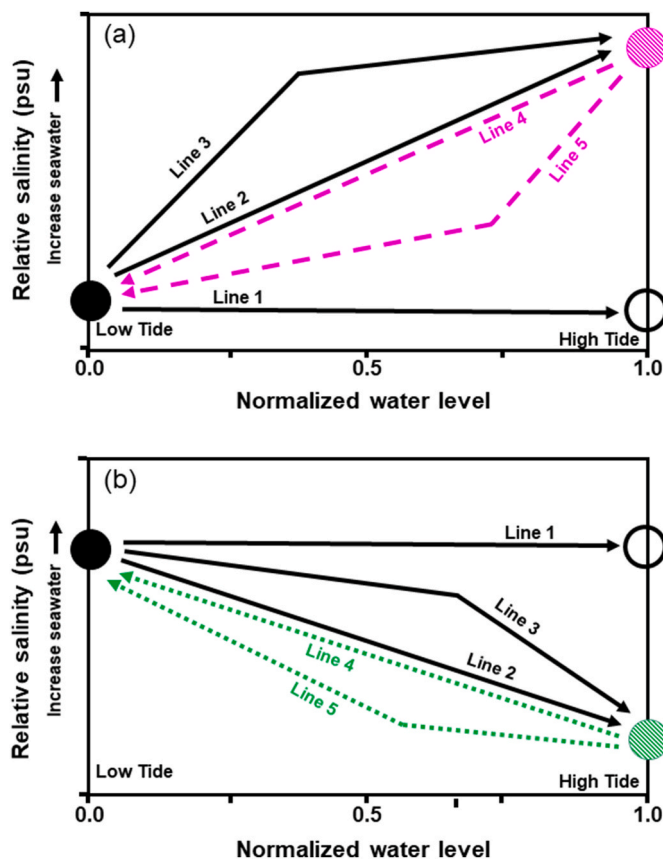 (a)
Relative salinity (psu)
Increase seawater
Line 3
Line 2
Line 4
Line 5
Line 1
Low Tide
High Tide
0.0
0.5
1.0
Normalized water level
(b)
Relative salinity (psu)
Increase seawater
Line 1
Line 3
Line 2
Line 4
Line 5
Low Tide
High Tide
0.0
0.5
1.0
Normalized water level